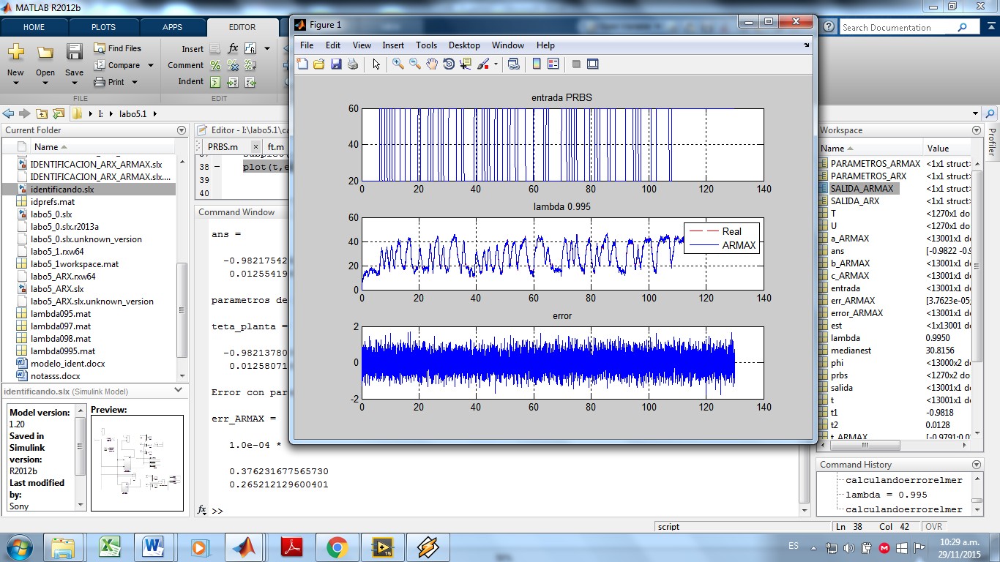 MATLAB R2012b
HOME PLOTS APPS EDITOR
Search Documentation
New Open Save
Find Files
Compare
Print
FILE
Insert
Comment
Indent
EDIT
I: labo5.1
Current Folder
Name
IDENTIFICACION_ARX_ARMAX.slx
IDENTIFICACION_ARX_ARMAX.slx....
identificando.slx
idprefs.mat
labo5_0.slx
labo5_0.slx.r2013a
labo5_0.slx.unknown_version
labo5_1.rxw64
labo5_1workspace.mat
labo5_ARX.rxw64
labo5_ARX.slx
labo5_ARX.slx.unknown_version
lambda095.mat
lambda097.mat
lambda098.mat
lambda0995.mat
modelo_ident.docx
notasss.docx
identificando.slx (Simulink Model)
Model version:
1.20
Saved in
Simulink
version:
R2012b
Last modified
by:
Sony
Preview:
Editor - I:\labo5.1\ca
PRBS.m ft.m
38 plot(t,e
39
40
Command Window
ans =
-0.98217542
0.01255419
parametros de
teta_planta =
-0.98213780
0.01258071
Error con par
err_ARMAX =
1.0e-04 *
0.376231677565730
0.265212129600401
fx >>
Figure 1
File Edit View Insert Tools Desktop Window Help
entrada PRBS
60
40
20
0 20 40 60 80 100 120 140
lambda 0.995
60
40
20
0
0 20 40 60 80 100 120 140
Real
ARMAX
error
2
0
-2
0 20 40 60 80 100 120 140
Workspace
Name Value
PARAMETROS_ARMAX <1x1 struct>
PARAMETROS_ARX <1x1 struct>
SALIDA_ARMAX <1x1 struct>
SALIDA_ARX <1x1 struct>
T <1270x1 do
U <1270x1 do
a_ARMAX <13001x1 d
ans [-0.9822 -0.9
b_ARMAX <13001x1 d
c_ARMAX <13001x1 d
entrada <13001x1 d
err_ARMAX [3.7623e-05;
error_ARMAX <13001x1 d
est <1x13001 do
lambda 0.9950
medianest 30.8156
phi <13000x2 do
prbs <1270x2 do
salida <13001x1 d
t <13001x1 d
t1 -0.9818
t2 0.0128
t_ARMAX [-0.9791;0.0
Profiler
Command History
calculandoerrorelmer
lambda = 0.995
calculandoerrorelmer
script
Ln 38 Col 42 OVR
ES
10:29 a.m.
29/11/2015